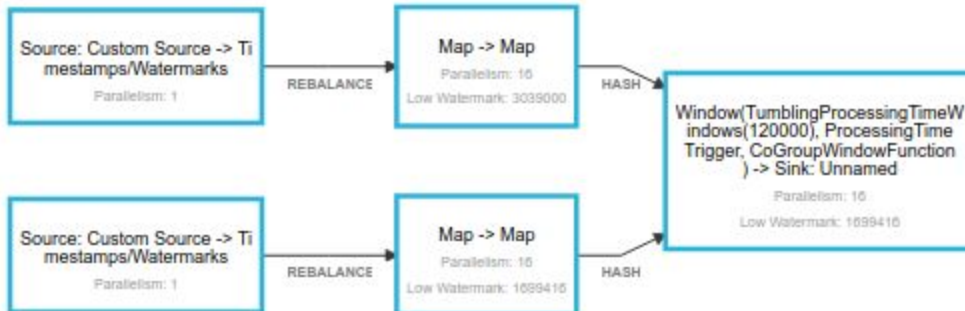 Source: Custom Source -> Ti
mestamps/Watermarks
Parallelism: 1
REBALANCE
Map -> Map
Parallelism: 16
Low Watermark: 3039000
HASH
Window(TumblingProcessingTimeW
indows(120000), ProcessingTime
Trigger, CoGroupWindowFunction
) -> Sink: Unnamed
Parallelism: 16
Low Watermark: 1699416
Source: Custom Source -> Ti
mestamps/Watermarks
Parallelism: 1
REBALANCE
Map -> Map
Parallelism: 16
Low Watermark: 1699416
HASH